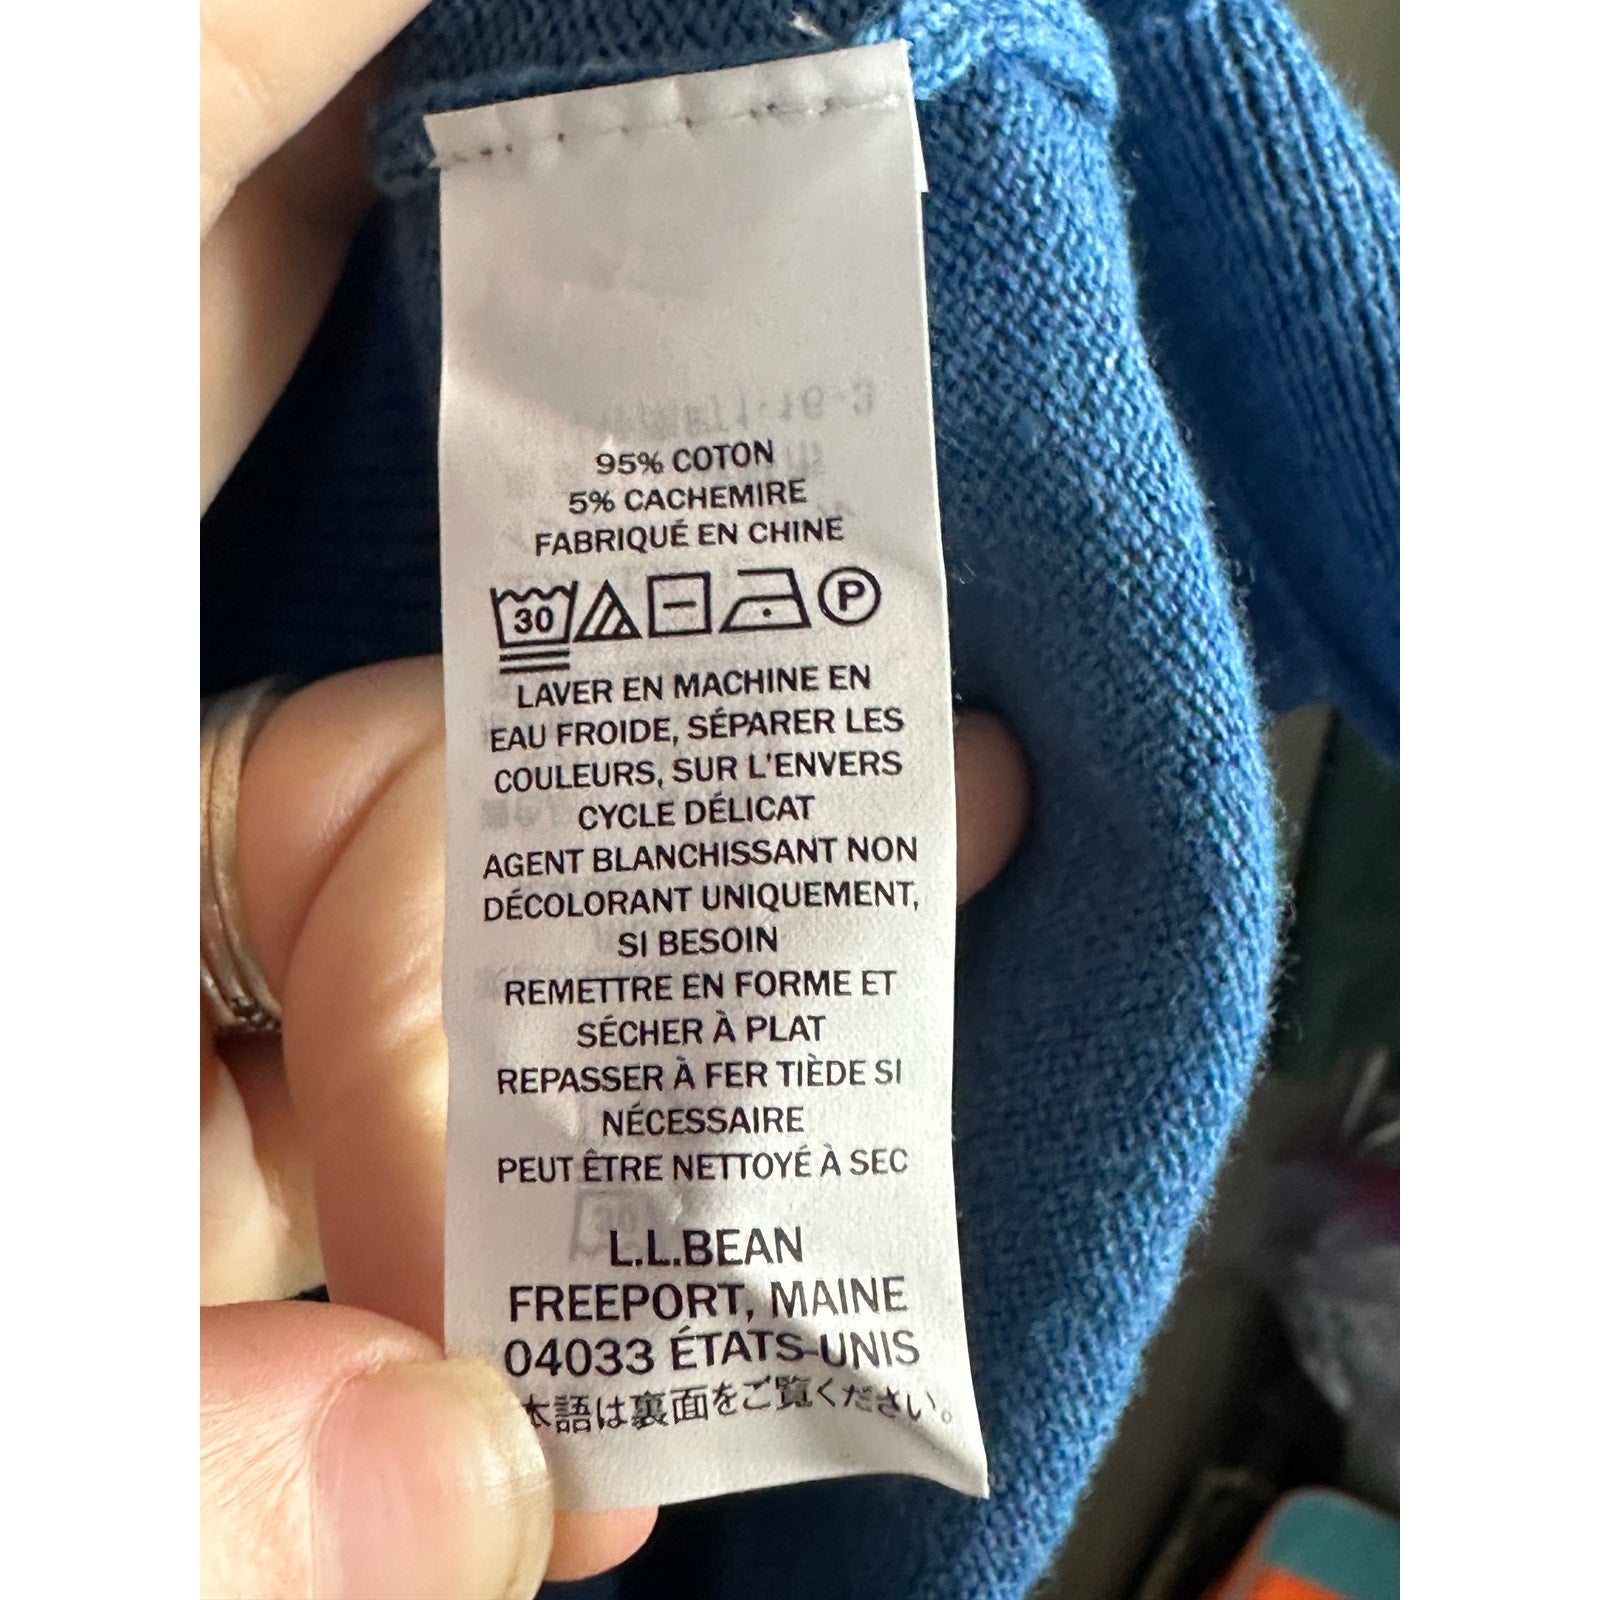 95% COTON
5% CACHEMIRE
FABRIQUÉ EN CHINE
30 P
LAVER EN MACHINE EN
EAU FROIDE, SÉPARER LES
COULEURS, SUR L'ENVERS
CYCLE DÉLICAT
AGENT BLANCHISSANT NON
DÉCOLORANT UNIQUEMENT,
SI BESOIN
REMETTRE EN FORME ET
SÉCHER À PLAT
REPASSER À FER TIÈDE SI
NÉCESSAIRE
PEUT ÊTRE NETTOYÉ À SEC
L.L.BEAN
FREEPORT, MAINE
04033 ÉTATS-UNIS
本語は裏面をご覧ください。